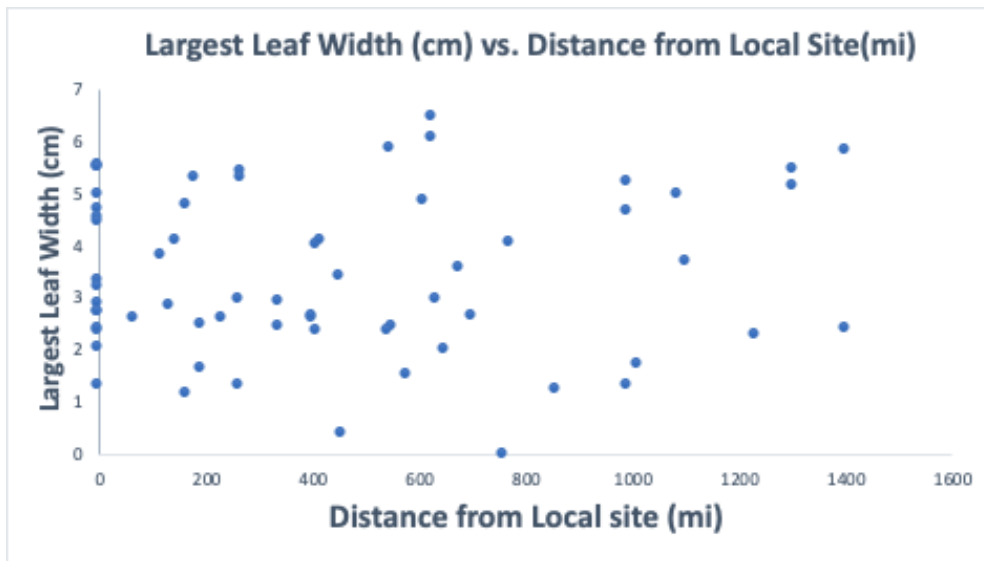 Largest Leaf Width (cm) vs. Distance from Local Site(mi)
Largest Leaf Width (cm)
7
6
5
4
3
2
1
0
0 200 400 600 800 1000 1200 1400 1600
Distance from Local site (mi)